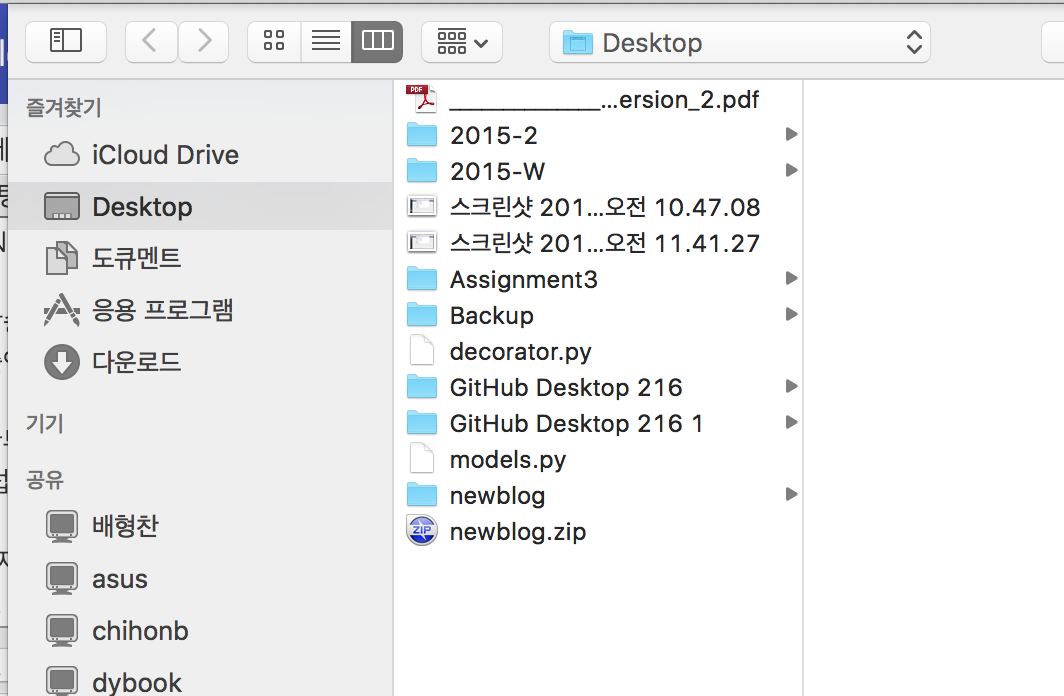 Desktop
즐겨찾기
iCloud Drive
Desktop
도큐멘트
응용 프로그램
다운로드
기기
공유
배형찬
asus
chihonb
dybook
PDF
____________...ersion_2.pdf
2015-2
2015-W
스크린샷 201...오전 10.47.08
스크린샷 201...오전 11.41.27
Assignment3
Backup
decorator.py
GitHub Desktop 216
GitHub Desktop 216 1
models.py
newblog
ZIP
newblog.zip